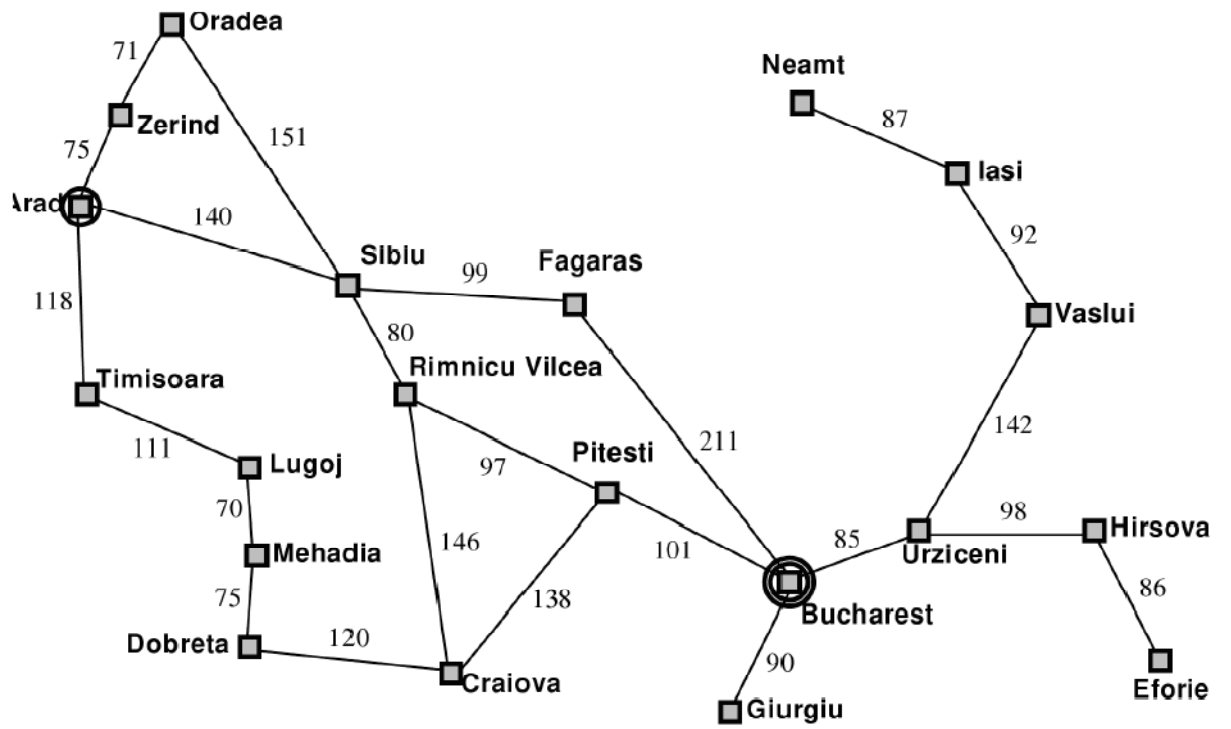 Oradea
71
Neamt
Zerind
87
151
75
Iasi
Arad
140
92
Sibiu
Fagaras
99
118
Vaslui
80
Rimnicu Vilcea
Timisoara
142
211
111
Lugoj
97
Pitesti
70
98
Hirsova
146
85
Mehadia
101
Urziceni
75
138
86
Bucharest
Dobreta
120
90
Craiova
Eforie
Giurgiu